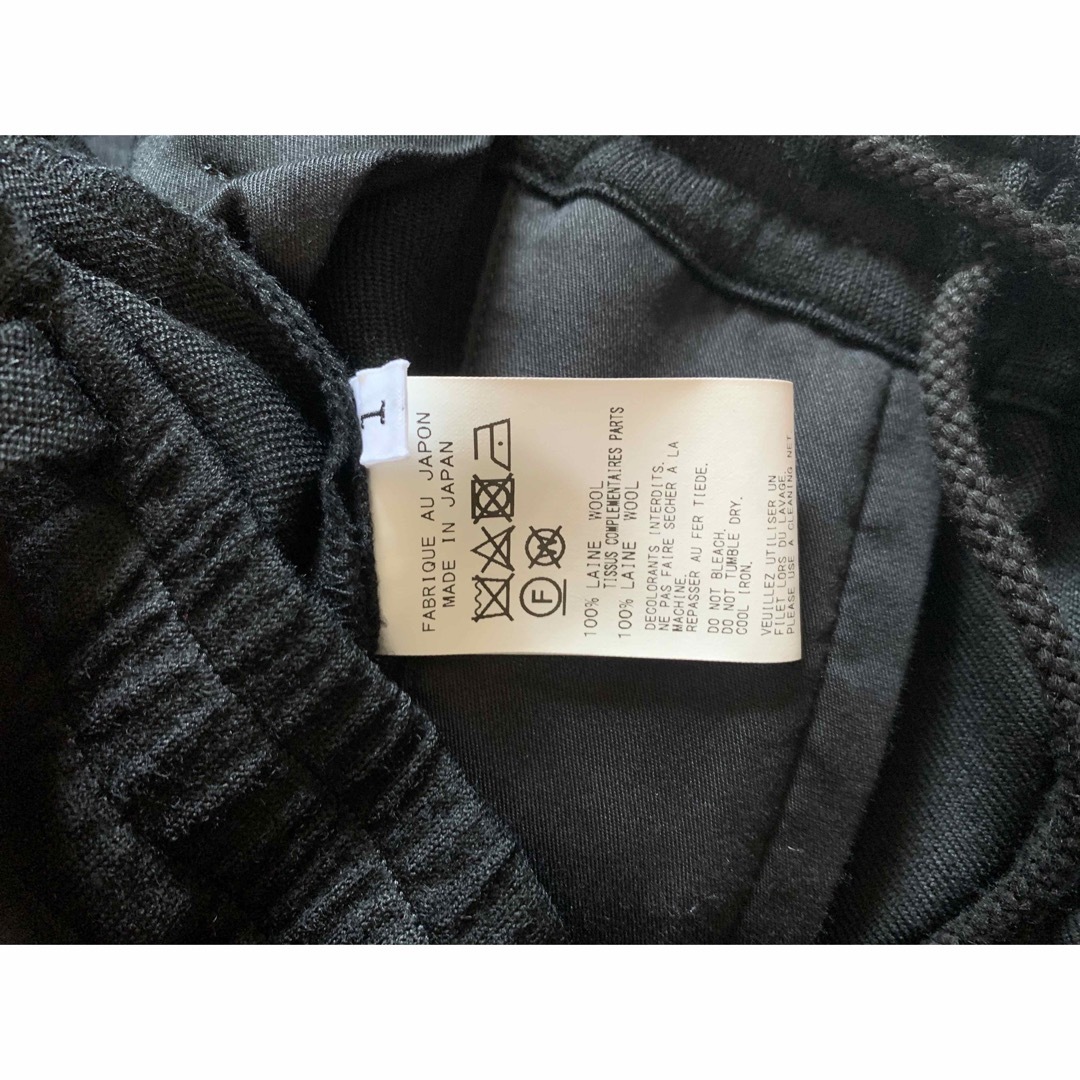 1
FABRIQUE AU JAPON
MADE IN JAPAN
F
W
100% LAINE WOOL
TISSUS COMPLEMENTAIRES PARTS
100% LAINE WOOL
DECOLORANTS INTERDITS.
NE PAS FAIRE SECHER À LA
MACHINE.
REPASSER AU FER TIEDE.
DO NOT BLEACH.
DO NOT TUMBLE DRY.
COOL IRON.
VEUILLEZ UTILISER UN
FILET LORS DU LAVAGE.
PLEASE USE A CLEANING NET